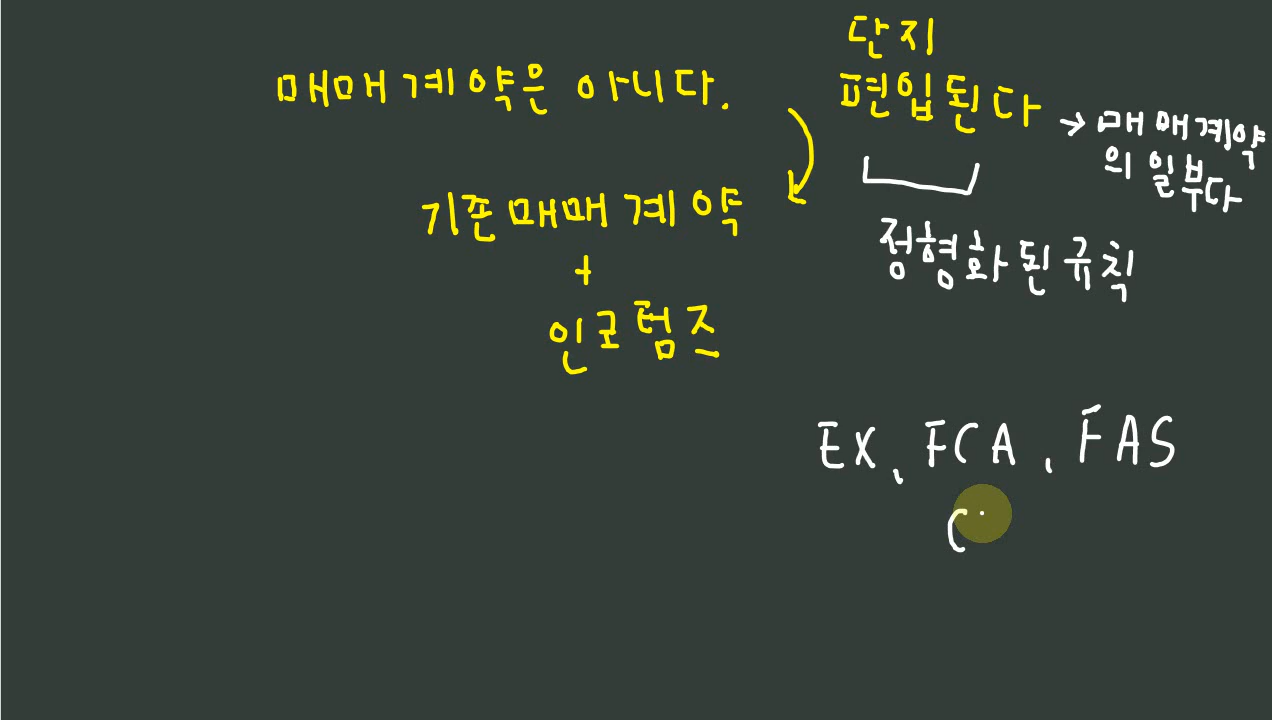 매매계약은 아니다.
단지
편입된다 → 매매계약
의 일부다
기존매매계약
+
인코텀즈
정형화된 규칙
EX, FCA, FAS
C